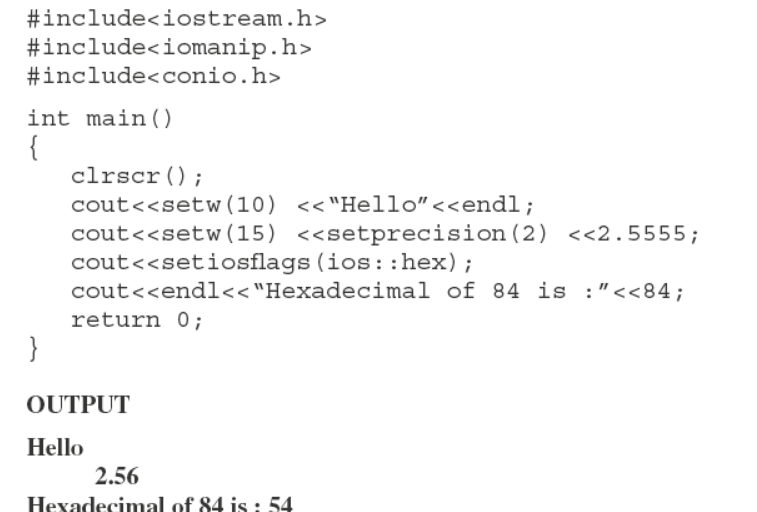 #include<iostream.h>
#include<iomanip.h>
#include<conio.h>
int main()
{
clrscr();
cout<<setw(10) <<“Hello”<<endl;
cout<<setw(15) <<setprecision(2) <<2.5555;
cout<<setiosflags(ios::hex);
cout<<endl<<“Hexadecimal of 84 is :”<<84;
return 0;
}
OUTPUT
Hello
2.56
Hexadecimal of 84 is : 54